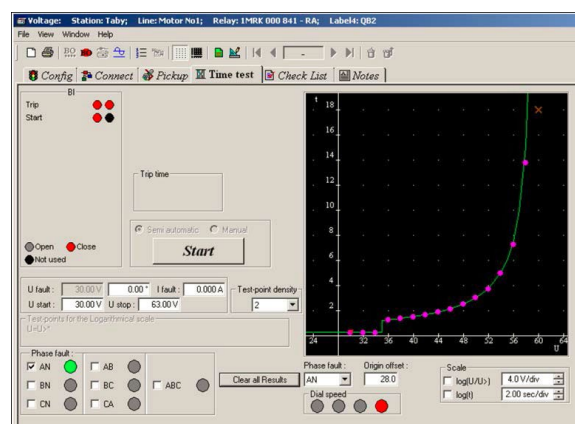 Voltage: Station: Taby; Line: Motor No1; Relay: 1MRK 000 841 - RA; Label4: QB2
File View Window Help
Config Connect Pickup Time test Check List Notes
BI
Trip
Start
Open Close
Not used
Trip time
Semi automatic Manual
Start
U fault : 30.00 V 0.00 ° I fault : 0.000 A
U start : 30.00 V U stop : 63.00 V
Test-point density
2
Test-points for the Logarithmical scale
U=U>*
Phase fault :
AN AB
BN BC ABC
CN CA
Clear all Results
t
18
16
14
12
10
8
6
4
2
24 28 32 36 40 44 48 52 56 60 64
U
Phase fault : Origin offset :
AN 28.0
Dial speed
Scale
log(U/U>) 4.0 V/div
log(t) 2.00 sec/div